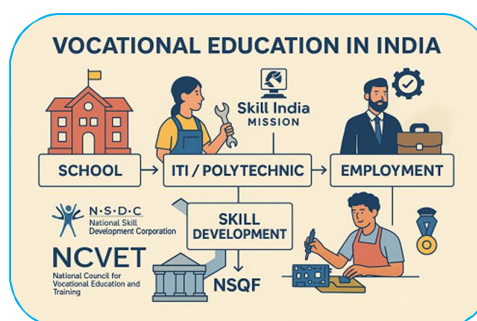 VOCATIONAL EDUCATION IN INDIA
Skill India
MISSION
SCHOOL
ITI / POLYTECHNIC
EMPLOYMENT
N·S·D·C
National Skill
Development Corporation
SKILL
DEVELOPMENT
NCVET
National Council for
Vocational Education and
Training
NSQF